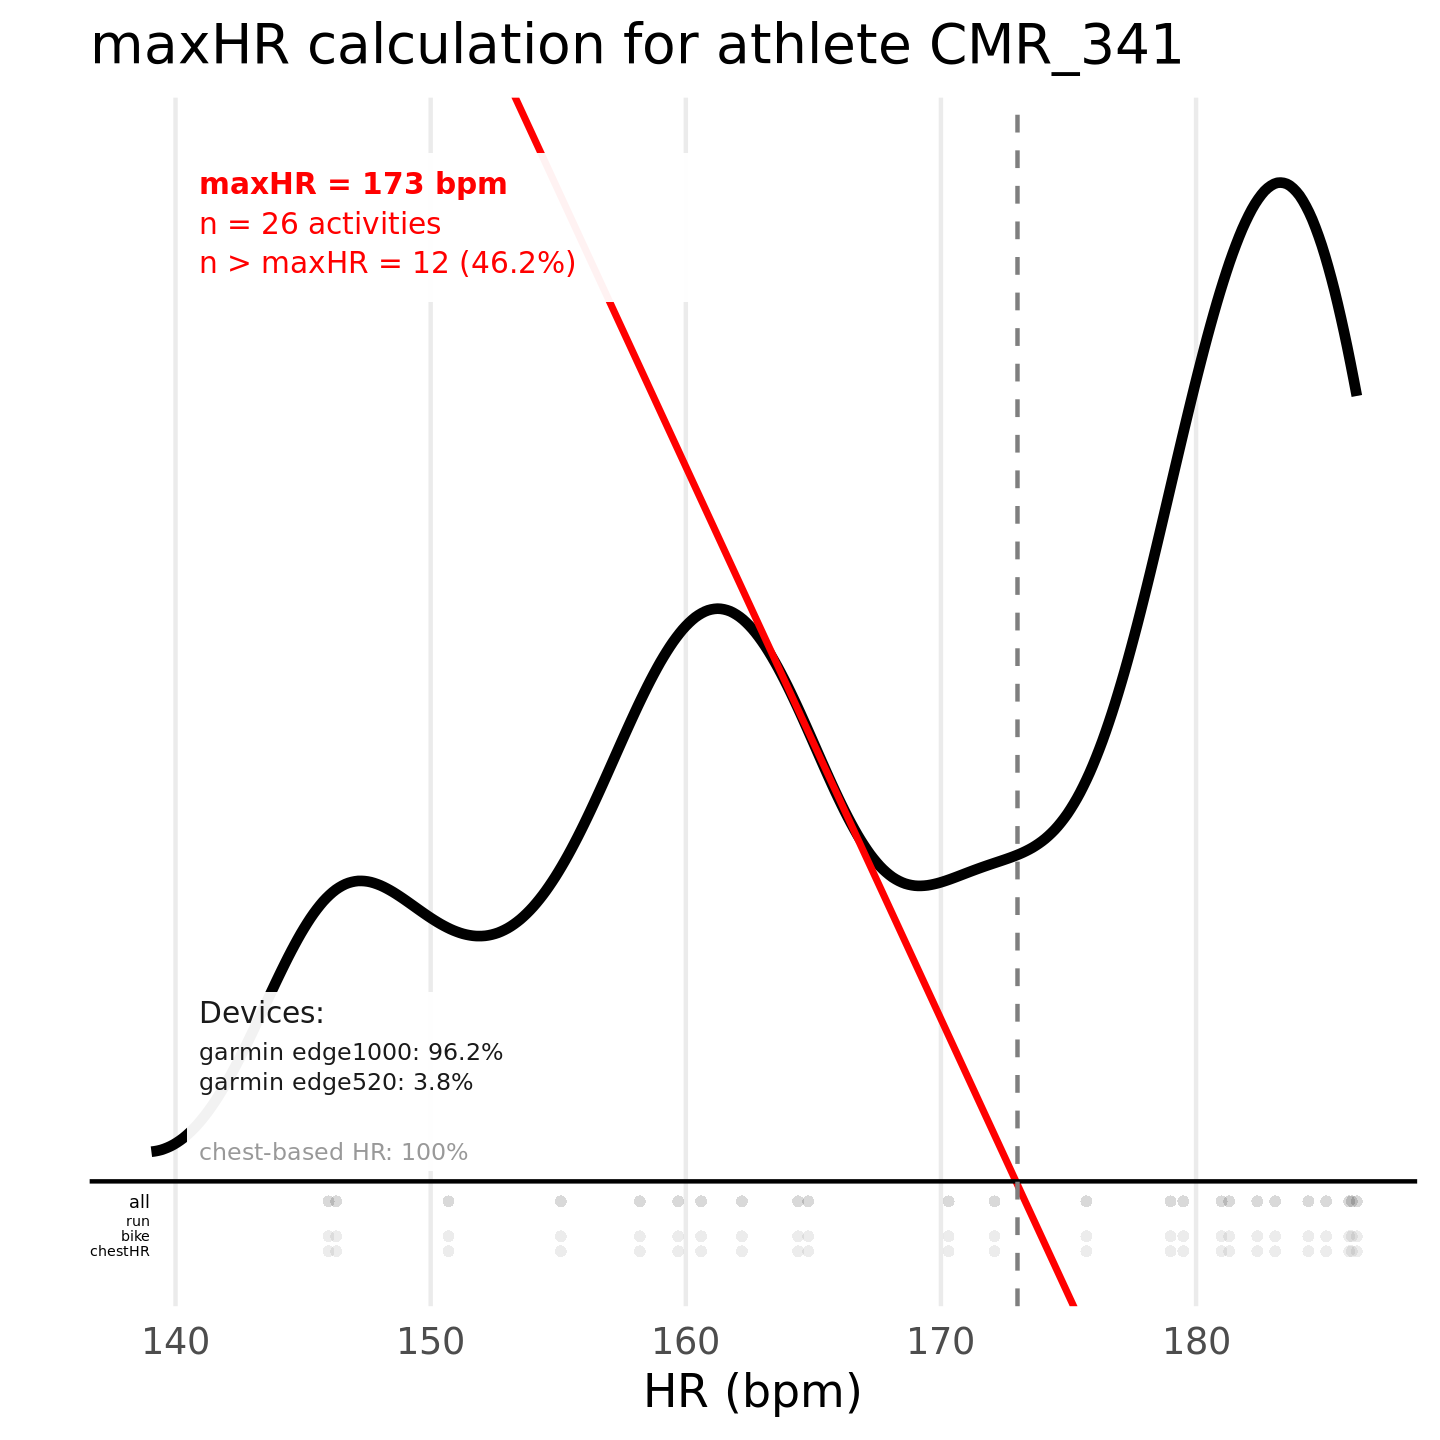 maxHR calculation for athlete CMR_341
maxHR = 173 bpm
n = 26 activities
n > maxHR = 12 (46.2%)
Devices:
garmin edge1000: 96.2%
garmin edge520: 3.8%
chest-based HR: 100%
all
run
bike
chestHR
140 150 160 170 180
HR (bpm)